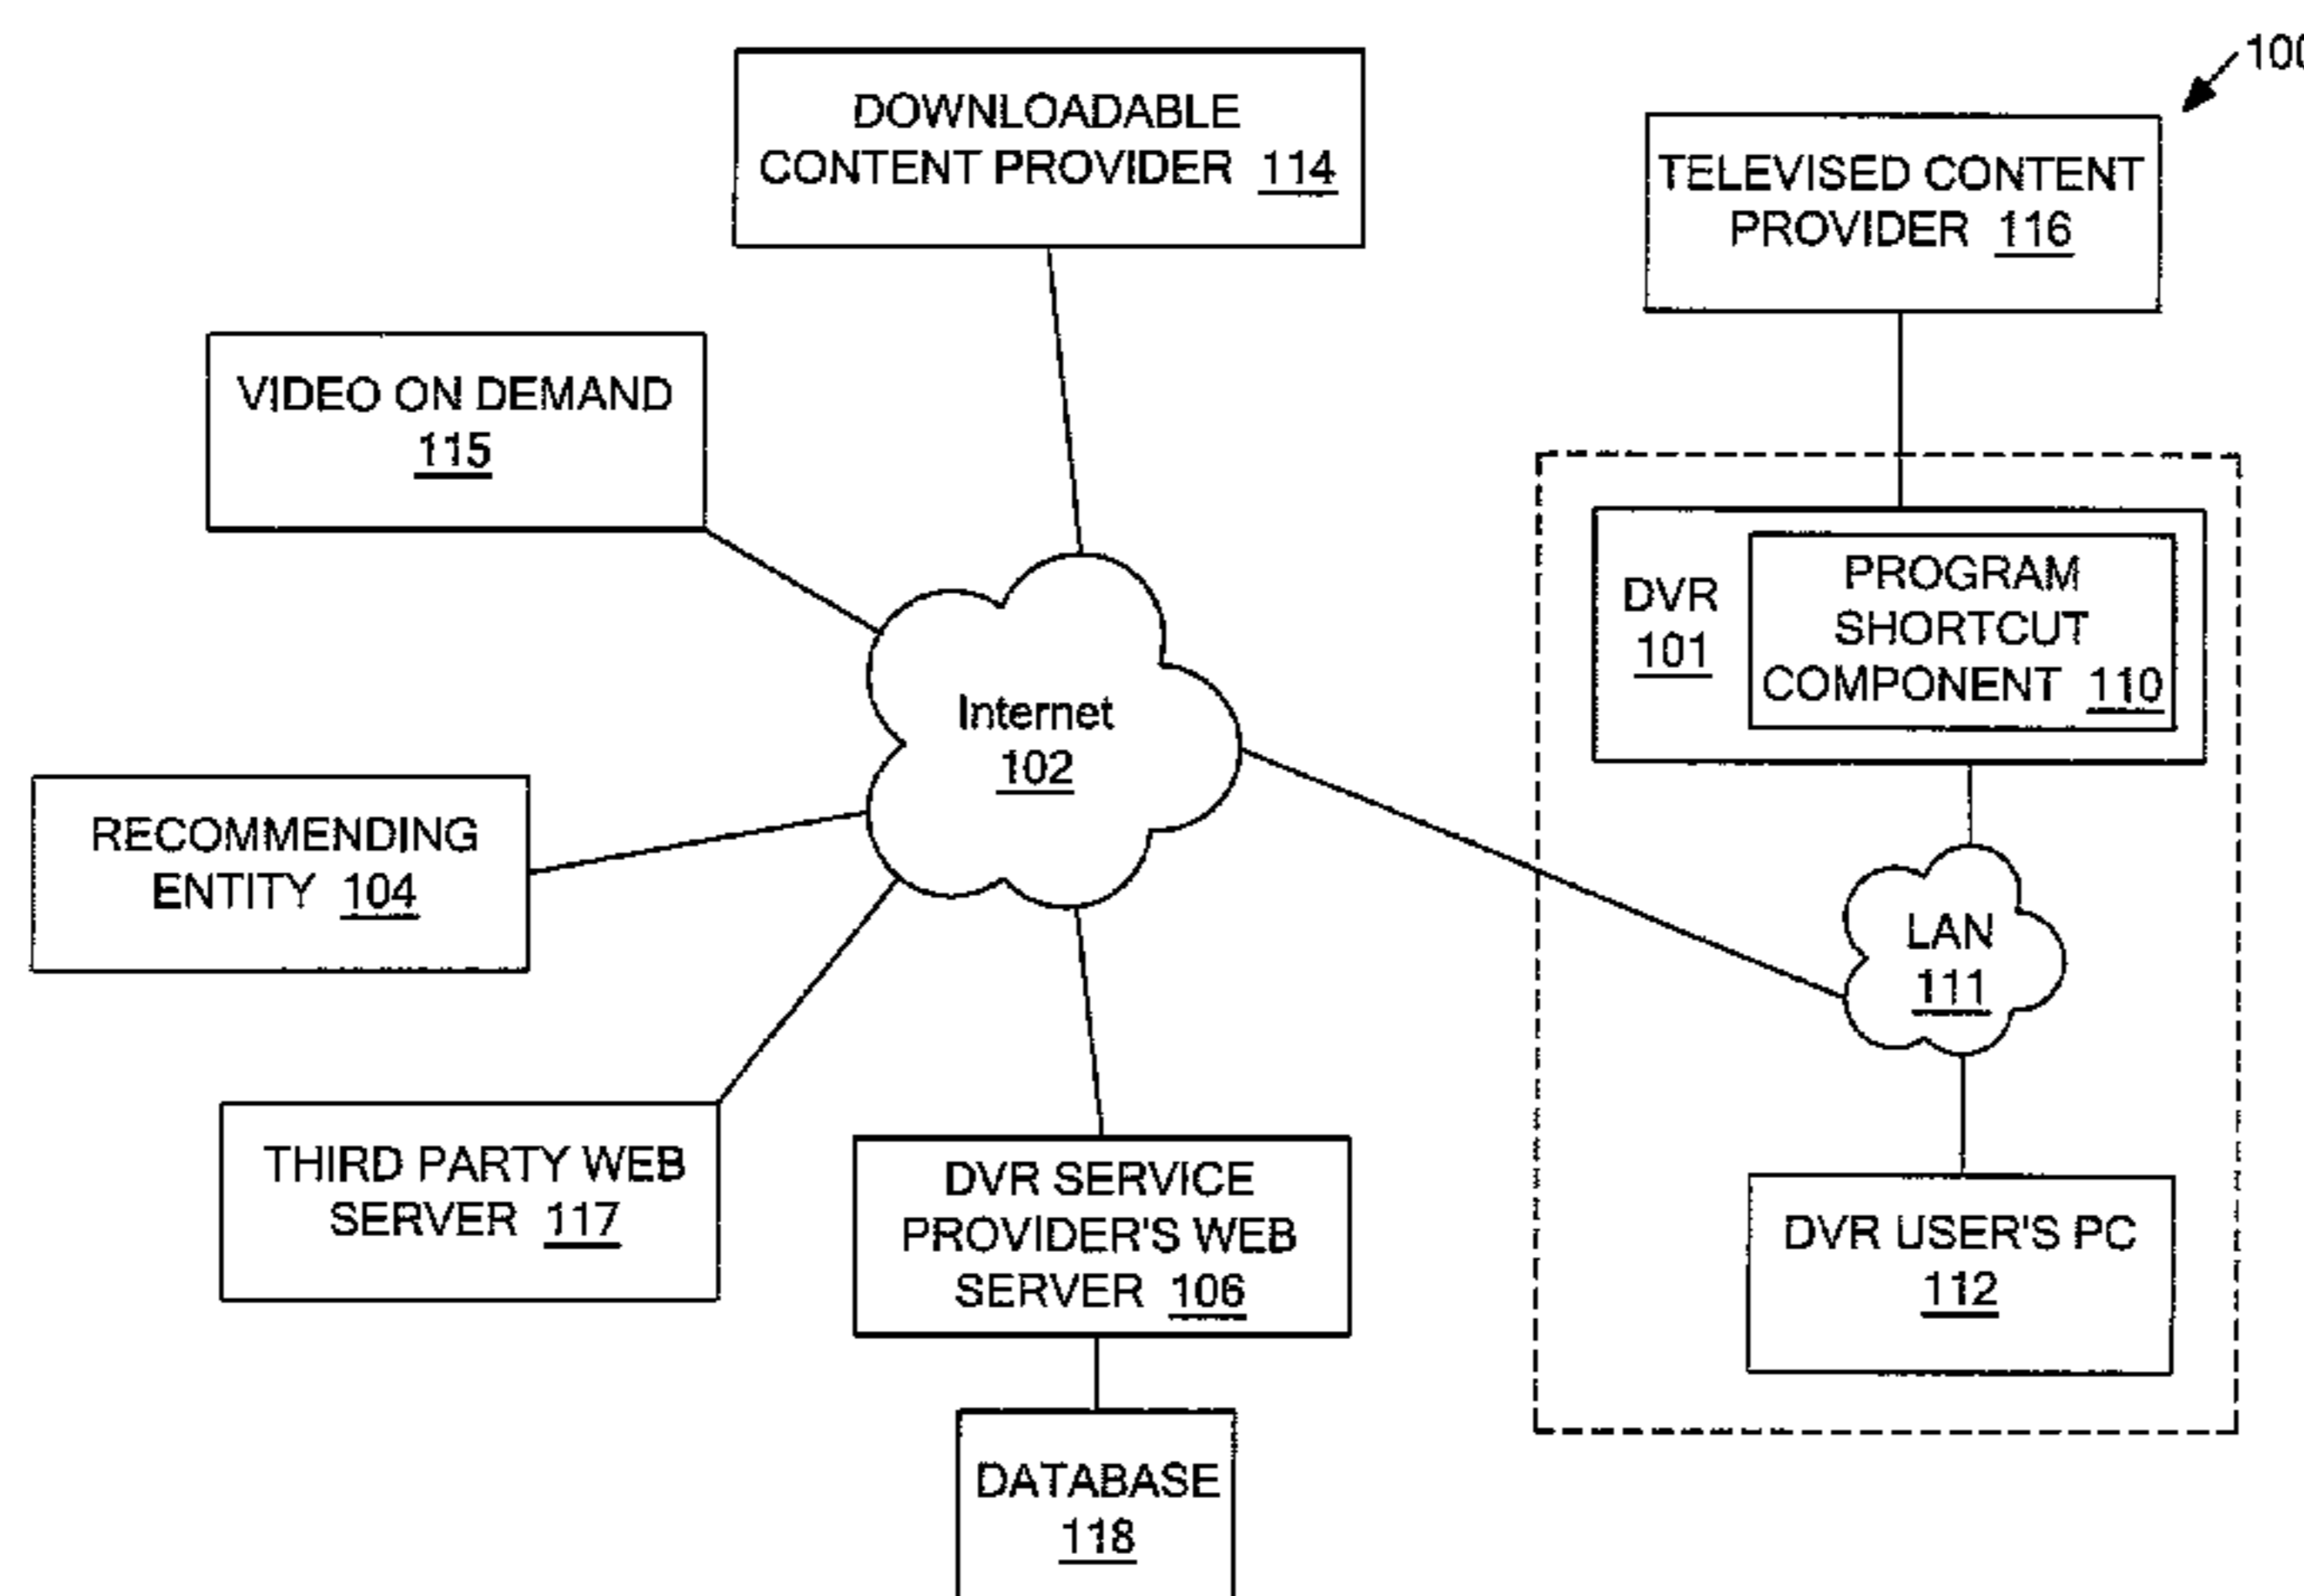 100
DOWNLOADABLE
CONTENT PROVIDER 114
TELEVISED CONTENT
PROVIDER 116
VIDEO ON DEMAND
115
DVR
101
PROGRAM
SHORTCUT
COMPONENT 110
Internet
102
RECOMMENDING
ENTITY 104
LAN
111
THIRD PARTY WEB
SERVER 117
DVR SERVICE
PROVIDER'S WEB
SERVER 106
DVR USER'S PC
112
DATABASE
118